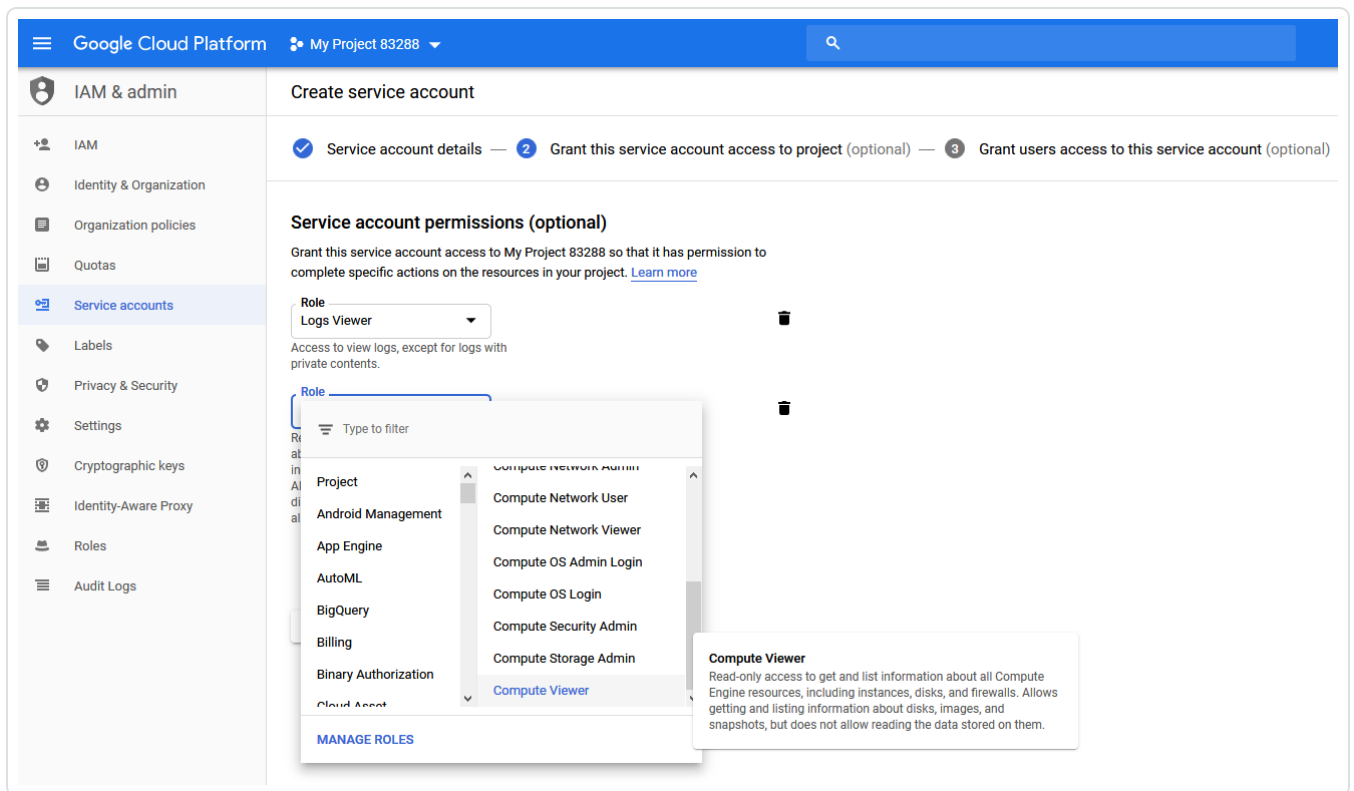 Google Cloud Platform
My Project 83288
IAM & admin
Create service account
IAM
Identity & Organization
Organization policies
Quotas
Service accounts
Labels
Privacy & Security
Settings
Cryptographic keys
Identity-Aware Proxy
Roles
Audit Logs
Service account details — 2 Grant this service account access to project (optional) — 3 Grant users access to this service account (optional)
Service account permissions (optional)
Grant this service account access to My Project 83288 so that it has permission to
complete specific actions on the resources in your project. Learn more
Role
Logs Viewer
Access to view logs, except for logs with
private contents.
Role
Type to filter
Project
Android Management
App Engine
AutoML
BigQuery
Billing
Binary Authorization
Cloud Asset
Compute Network Admin
Compute Network User
Compute Network Viewer
Compute OS Admin Login
Compute OS Login
Compute Security Admin
Compute Storage Admin
Compute Viewer
MANAGE ROLES
Compute Viewer
Read-only access to get and list information about all Compute
Engine resources, including instances, disks, and firewalls. Allows
getting and listing information about disks, images, and
snapshots, but does not allow reading the data stored on them.